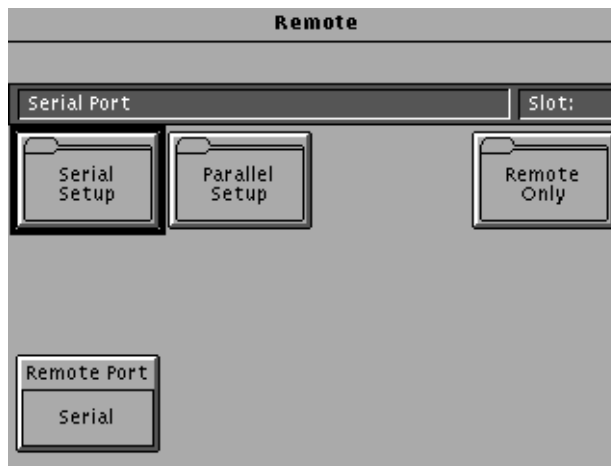 Remote
Serial Port Slot:
Serial Setup
Parallel Setup
Remote Only
Remote Port
Serial